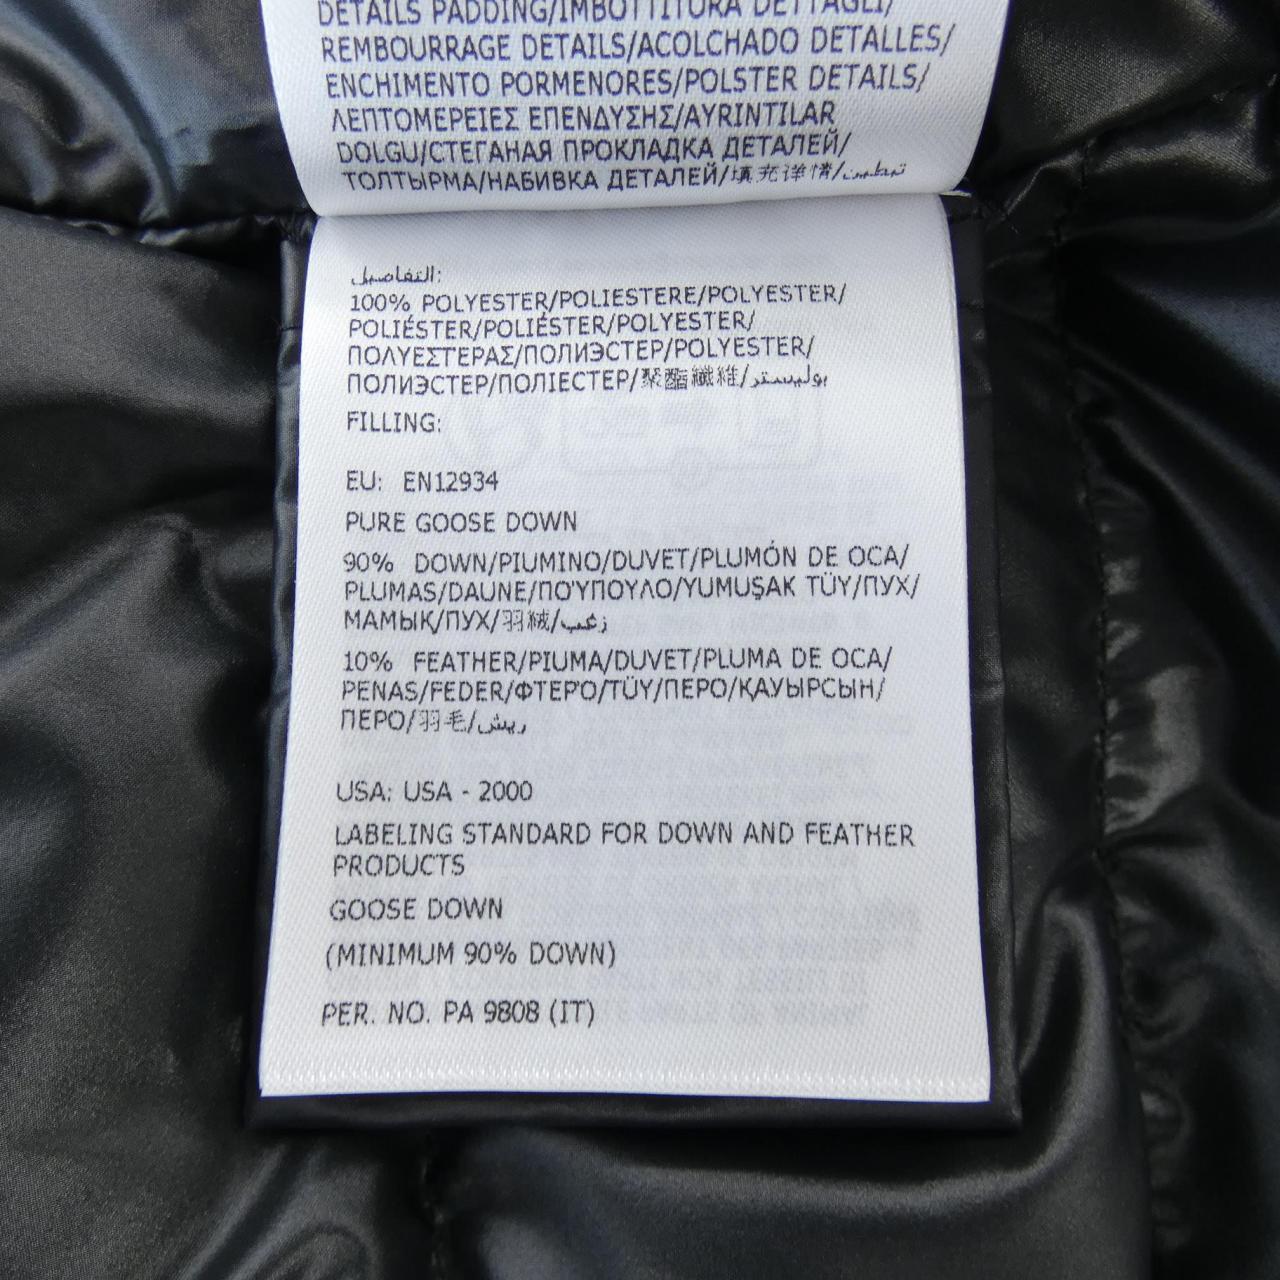 DETAILS PADDING/IMBOTTITURA DETTAGLI/
REMBOURRAGE DETAILS/ACOLCHADO DETALLES/
ENCHIMENTO PORMENORES/POLSTER DETAILS/
ΛΕΠΤΟΜΕΡΕΙΕΣ ΕΠΕΝΔΥΣΗΣ/AYRINTILAR
DOLGU/СТЕГАНАЯ ПРОКЛАДКА ДЕТАЛЕЙ/
ТОЛТЫРМА/НАБИВКА ДЕТАЛЕЙ/填充详情/تبطين
التفاصيل:
100% POLYESTER/POLIESTERE/POLYESTER/
POLIÉSTER/POLIÉSTER/POLYESTER/
ΠΟΛΥΕΣΤΕΡΑΣ/ПОЛИЭСТЕР/POLYESTER/
ПОЛИЭСТЕР/ПОЛІЕСТЕР/聚酯纖維/بوليستر
FILLING:
EU: EN12934
PURE GOOSE DOWN
90% DOWN/PIUMINO/DUVET/PLUMÓN DE OCA/
PLUMAS/DAUNE/ΠΟΎΠΟΥΛΟ/YUMUŞAK TÜY/ПУХ/
МАМЫҚ/ПУХ/羽絨/زغب
10% FEATHER/PIUMA/DUVET/PLUMA DE OCA/
PENAS/FEDER/ΦΤΕΡΌ/TÜY/ПЕРО/ҚАУЫРСЫН/
ПЕРО/羽毛/ريش
USA: USA - 2000
LABELING STANDARD FOR DOWN AND FEATHER
PRODUCTS
GOOSE DOWN
(MINIMUM 90% DOWN)
PER. NO. PA 9808 (IT)